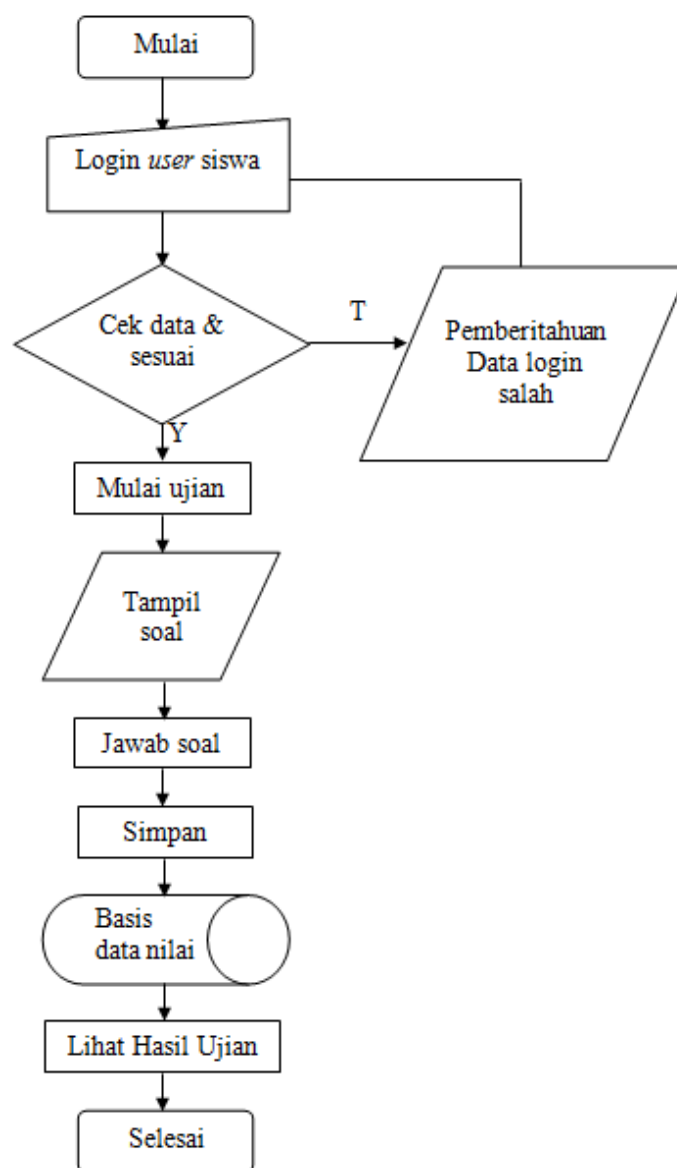 Mulai
Login user siswa
Cek data &
sesuai
T
Pemberitahuan
Data login
salah
Y
Mulai ujian
Tampil
soal
Jawab soal
Simpan
Basis
data nilai
Lihat Hasil Ujian
Selesai